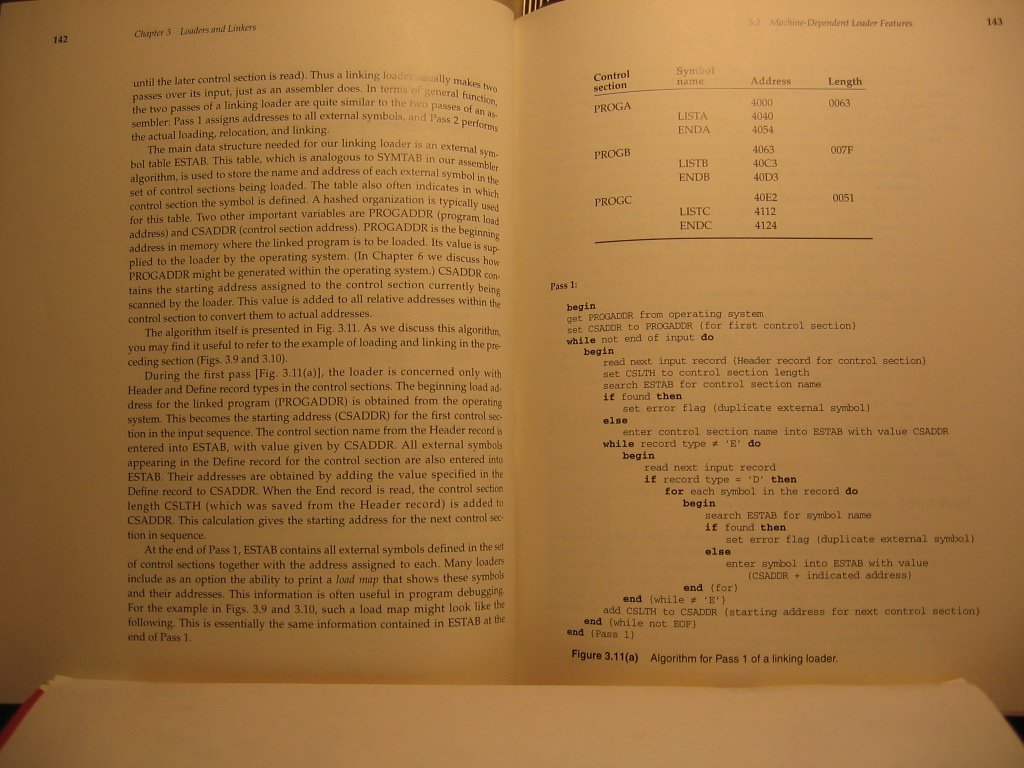 142
Chapter 3 Loaders and Linkers
until the later control section is read). Thus a linking loader usually makes two
passes over its input, just as an assembler does. In terms of general function,
the two passes of a linking loader are quite similar to the two passes of an as-
sembler: Pass 1 assigns addresses to all external symbols, and Pass 2 performs
the actual loading, relocation, and linking.
The main data structure needed for our linking loader is an external sym-
bol table ESTAB. This table, which is analogous to SYMTAB in our assembler
algorithm, is used to store the name and address of each external symbol in the
set of control sections being loaded. The table also often indicates in which
control section the symbol is defined. A hashed organization is typically used
for this table. Two other important variables are PROGADDR (program load
address) and CSADDR (control section address). PROGADDR is the beginning
address in memory where the linked program is to be loaded. Its value is sup-
plied to the loader by the operating system. (In Chapter 6 we discuss how
PROGADDR might be generated within the operating system.) CSADDR con-
tains the starting address assigned to the control section currently being
scanned by the loader. This value is added to all relative addresses within the
control section to convert them to actual addresses.
The algorithm itself is presented in Fig. 3.11. As we discuss this algorithm,
you may find it useful to refer to the example of loading and linking in the pre-
ceding section (Figs. 3.9 and 3.10).
During the first pass [Fig. 3.11(a)], the loader is concerned only with
Header and Define record types in the control sections. The beginning load ad-
dress for the linked program (PROGADDR) is obtained from the operating
system. This becomes the starting address (CSADDR) for the first control sec-
tion in the input sequence. The control section name from the Header record is
entered into ESTAB, with value given by CSADDR. All external symbols
appearing in the Define record for the control section are also entered into
ESTAB. Their addresses are obtained by adding the value specified in the
Define record to CSADDR. When the End record is read, the control section
length CSLTH (which was saved from the Header record) is added to
CSADDR. This calculation gives the starting address for the next control sec-
tion in sequence.
At the end of Pass 1, ESTAB contains all external symbols defined in the set
of control sections together with the address assigned to each. Many loaders
include as an option the ability to print a load map that shows these symbols
and their addresses. This information is often useful in program debugging.
For the example in Figs. 3.9 and 3.10, such a load map might look like the
following. This is essentially the same information contained in ESTAB at the
end of Pass 1.
3.2 Machine-Dependent Loader Features
143
Control section Symbol name Address Length
PROGA 4000 0063
LISTA 4040
ENDA 4054
PROGB 4063 007F
LISTB 40C3
ENDB 40D3
PROGC 40E2 0051
LISTC 4112
ENDC 4124
Pass 1:
begin
get PROGADDR from operating system
set CSADDR to PROGADDR {for first control section}
while not end of input do
begin
read next input record {Header record for control section}
set CSLTH to control section length
search ESTAB for control section name
if found then
set error flag {duplicate external symbol}
else
enter control section name into ESTAB with value CSADDR
while record type ≠ 'E' do
begin
read next input record
if record type = 'D' then
for each symbol in the record do
begin
search ESTAB for symbol name
if found then
set error flag (duplicate external symbol)
else
enter symbol into ESTAB with value
(CSADDR + indicated address)
end {for}
end {while ≠ 'E'}
add CSLTH to CSADDR {starting address for next control section}
end {while not EOF}
end {Pass 1}
Figure 3.11(a) Algorithm for Pass 1 of a linking loader.